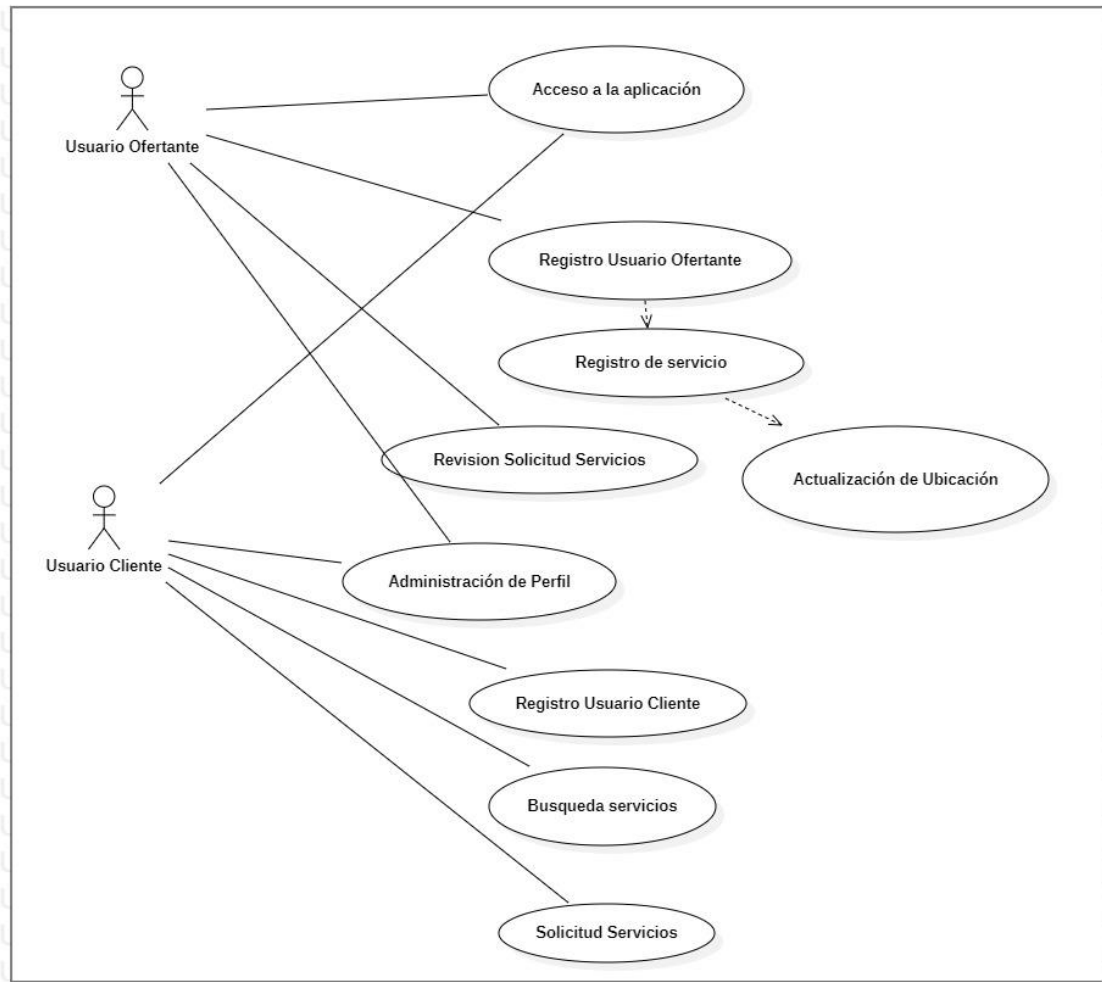 Acceso a la aplicación
Usuario Ofertante
Registro Usuario Ofertante
Registro de servicio
Revision Solicitud Servicios
Actualización de Ubicación
Usuario Cliente
Administración de Perfil
Registro Usuario Cliente
Busqueda servicios
Solicitud Servicios